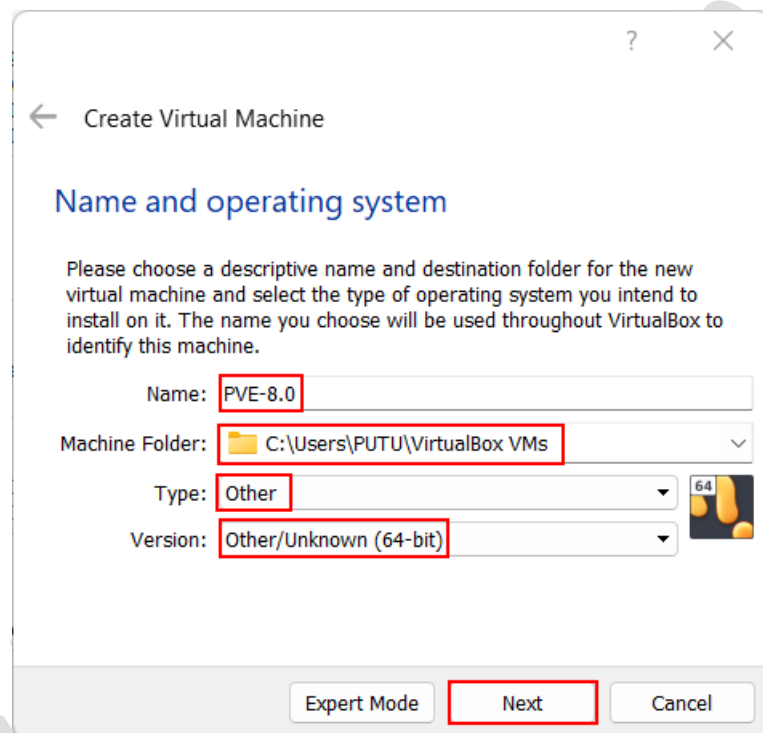 ?
Create Virtual Machine
Name and operating system
Please choose a descriptive name and destination folder for the new
virtual machine and select the type of operating system you intend to
install on it. The name you choose will be used throughout VirtualBox to
identify this machine.
Name: PVE-8.0
Machine Folder: C:\Users\PUTU\VirtualBox VMs
Type: Other
64
Version: Other/Unknown (64-bit)
Expert Mode Next Cancel